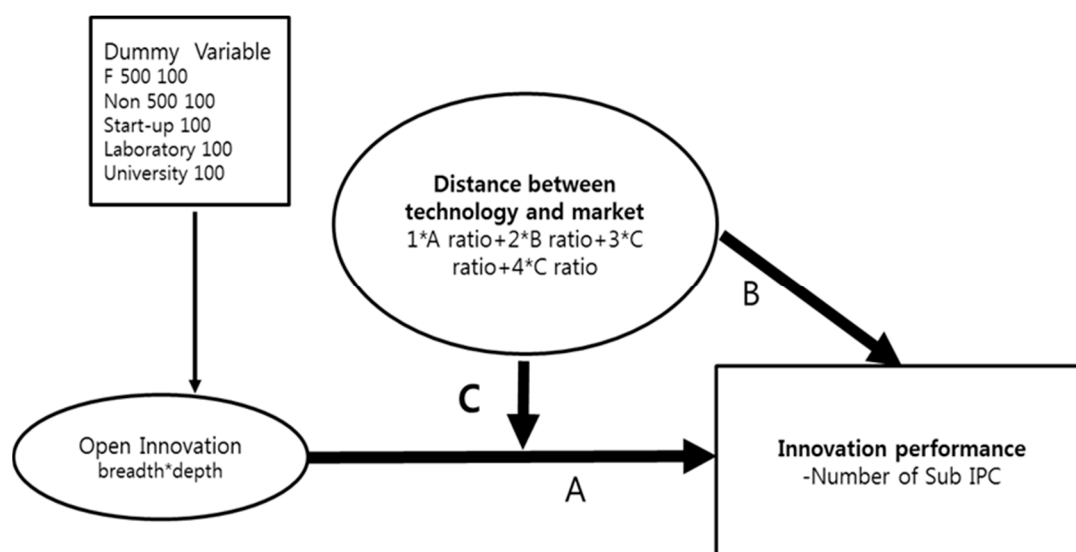 Dummy Variable
F 500 100
Non 500 100
Start-up 100
Laboratory 100
University 100
Distance between
technology and market
1*A ratio+2*B ratio+3*C
ratio+4*C ratio
B
C
Open Innovation
breadth*depth
A
Innovation performance
-Number of Sub IPC